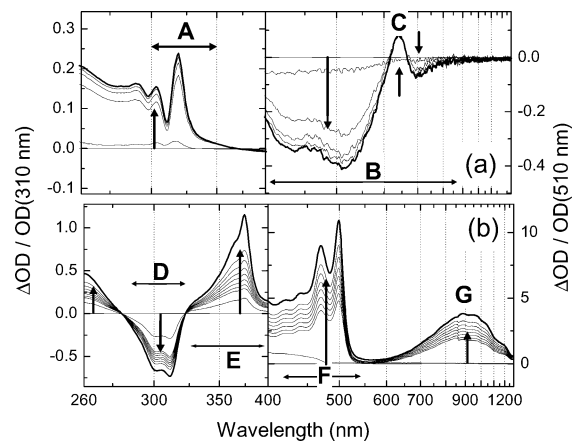 A
C
0.3
0.2
0.1
0.0
-0.1
0.0
-0.2
-0.4
B
(a)
ΔOD / OD(310 nm)
ΔOD / OD(510 nm)
1.0
0.5
0.0
-0.5
10
5
0
D
E
F
G
(b)
260
300
350
400
500
600
700
800
900
1000
1200
Wavelength (nm)